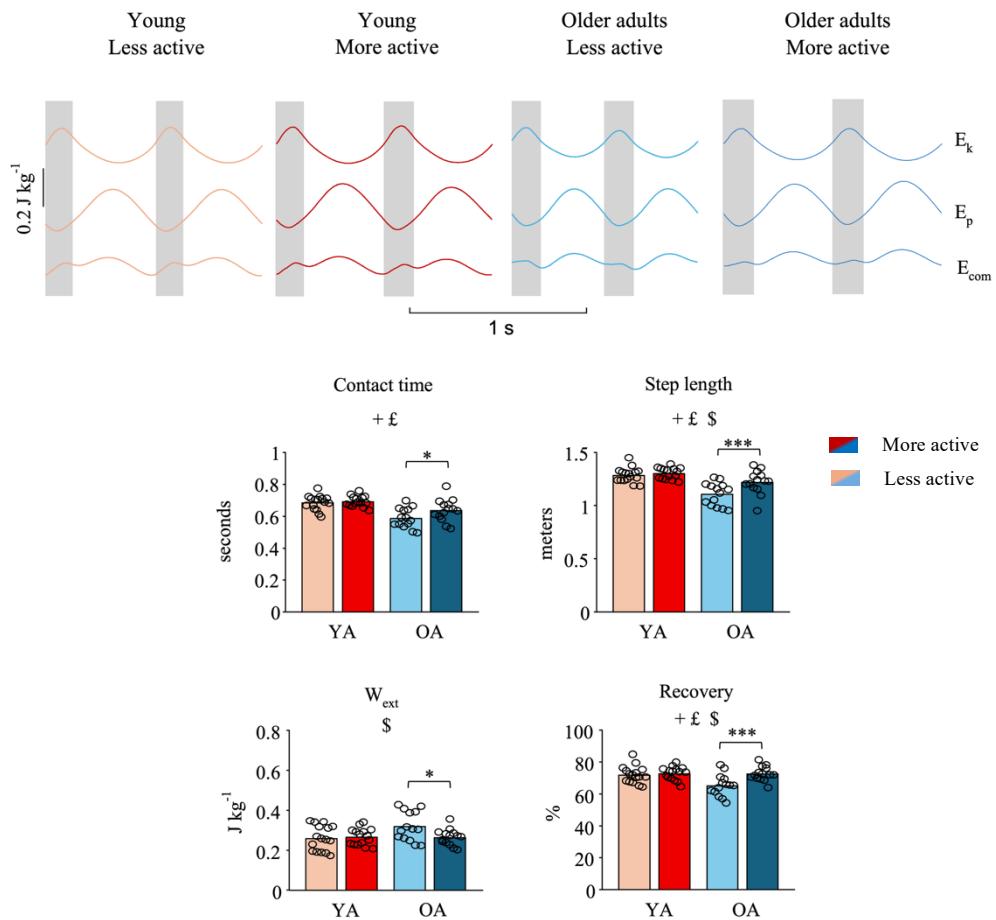 Young
Less active
Young
More active
Older adults
Less active
Older adults
More active
0.2 J kg⁻¹
Eₖ
Eₚ
E_com
1 s
Contact time
+ £
*
1
0.8
0.6
0.4
0.2
0
seconds
YA
OA
Step length
+ £ $
***
1.5
1
0.5
0
meters
YA
OA
More active
Less active
W_ext
$
*
0.8
0.6
0.4
0.2
0
J kg⁻¹
YA
OA
Recovery
+ £ $
***
100
80
60
40
20
0
%
YA
OA